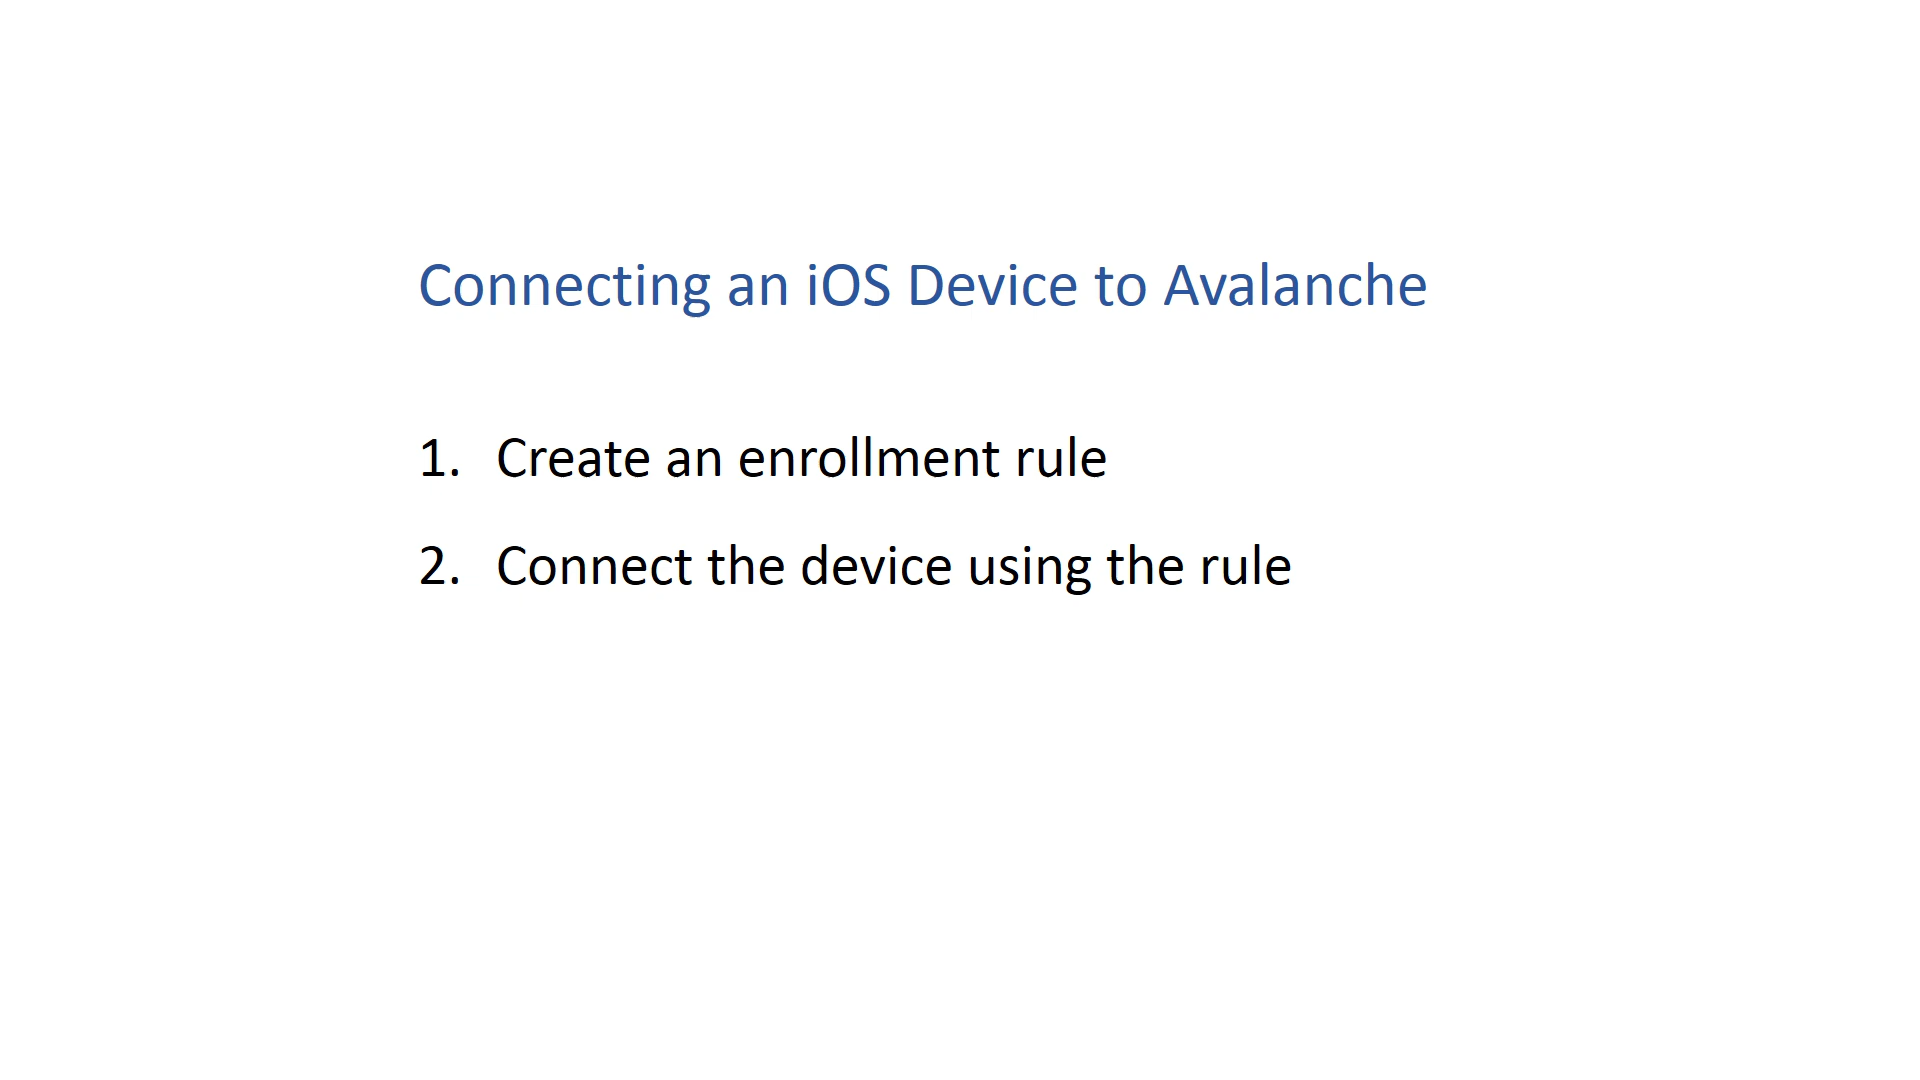 Connecting an iOS Device to Avalanche
1. Create an enrollment rule
2. Connect the device using the rule